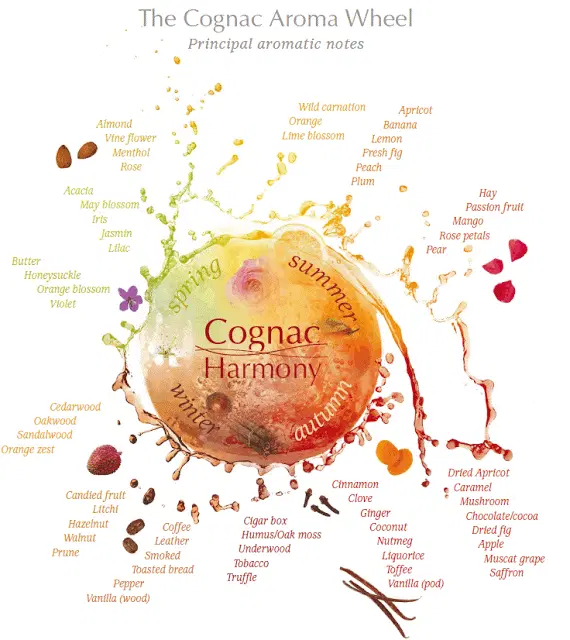 The Cognac Aroma Wheel
Principal aromatic notes
Almond
Vine flower
Menthol
Rose
Wild carnation
Orange
Lime blossom
Apricot
Banana
Lemon
Fresh fig
Peach
Plum
Acacia
May blossom
Iris
Jasmin
Lilac
Hay
Passion fruit
Mango
Rose petals
Pear
Butter
Honeysuckle
Orange blossom
Violet
spring
summer
Cognac
Harmony
winter
autumn
Cedarwood
Oakwood
Sandalwood
Orange zest
Candied fruit
Litchi
Hazelnut
Walnut
Prune
Coffee
Leather
Smoked
Toasted bread
Pepper
Vanilla (wood)
Cigar box
Humus/Oak moss
Underwood
Tobacco
Truffle
Cinnamon
Clove
Ginger
Coconut
Nutmeg
Liquorice
Toffee
Vanilla (pod)
Dried Apricot
Caramel
Mushroom
Chocolate/cocoa
Dried fig
Apple
Muscat grape
Saffron